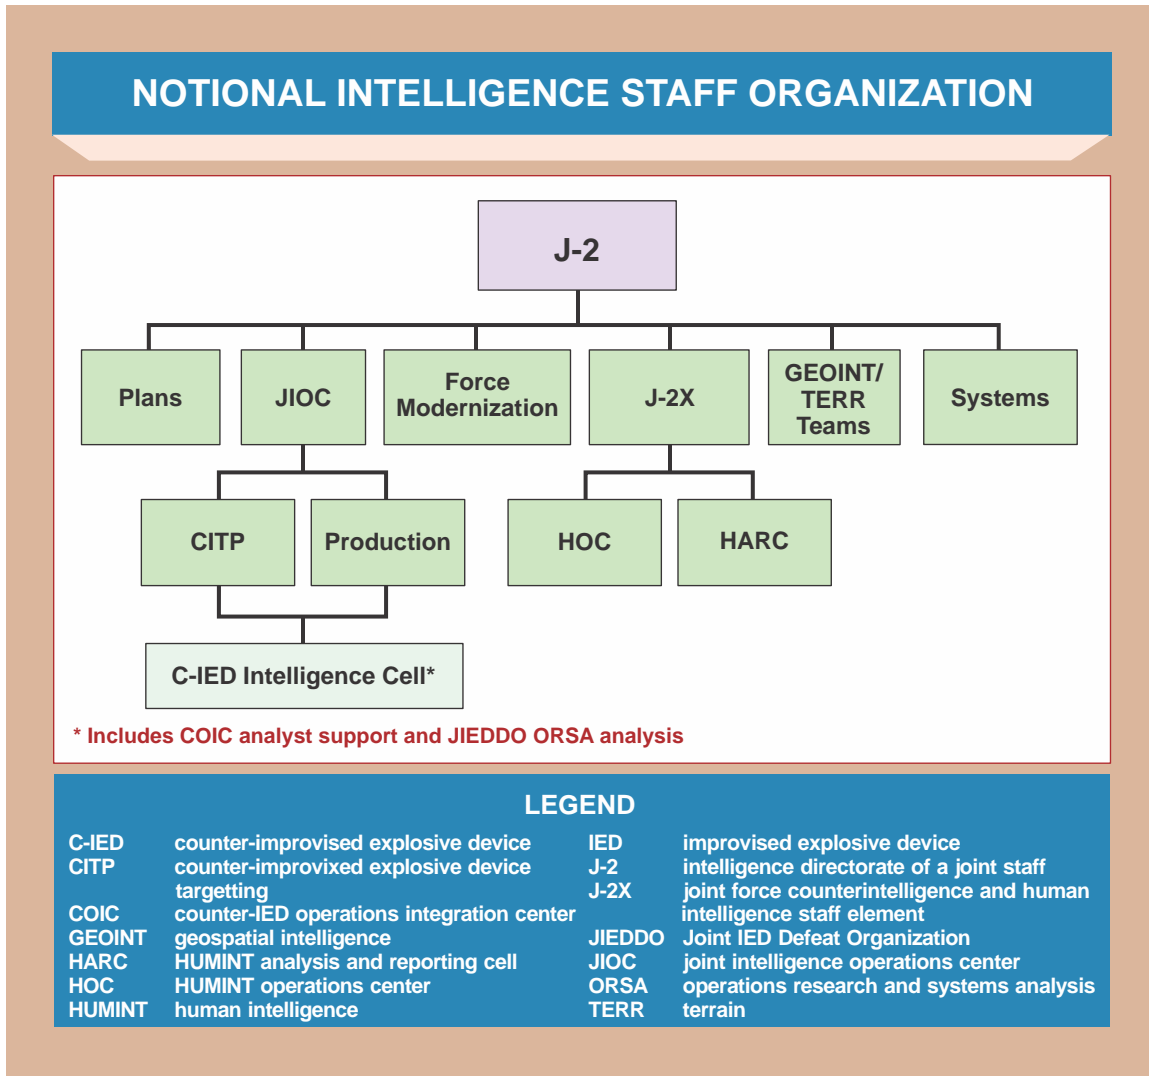 NOTIONAL INTELLIGENCE STAFF ORGANIZATION
J-2
Plans
JIOC
Force
Modernization
J-2X
GEOINT/
TERR
Teams
Systems
CITP
Production
HOC
HARC
C-IED Intelligence Cell*
* Includes COIC analyst support and JIEDDO ORSA analysis
LEGEND
C-IED counter-improvised explosive device
CITP counter-improvixed explosive device
targetting
COIC counter-IED operations integration center
GEOINT geospatial intelligence
HARC HUMINT analysis and reporting cell
HOC HUMINT operations center
HUMINT human intelligence
IED improvised explosive device
J-2 intelligence directorate of a joint staff
J-2X joint force counterintelligence and human
intelligence staff element
JIEDDO Joint IED Defeat Organization
JIOC joint intelligence operations center
ORSA operations research and systems analysis
TERR terrain